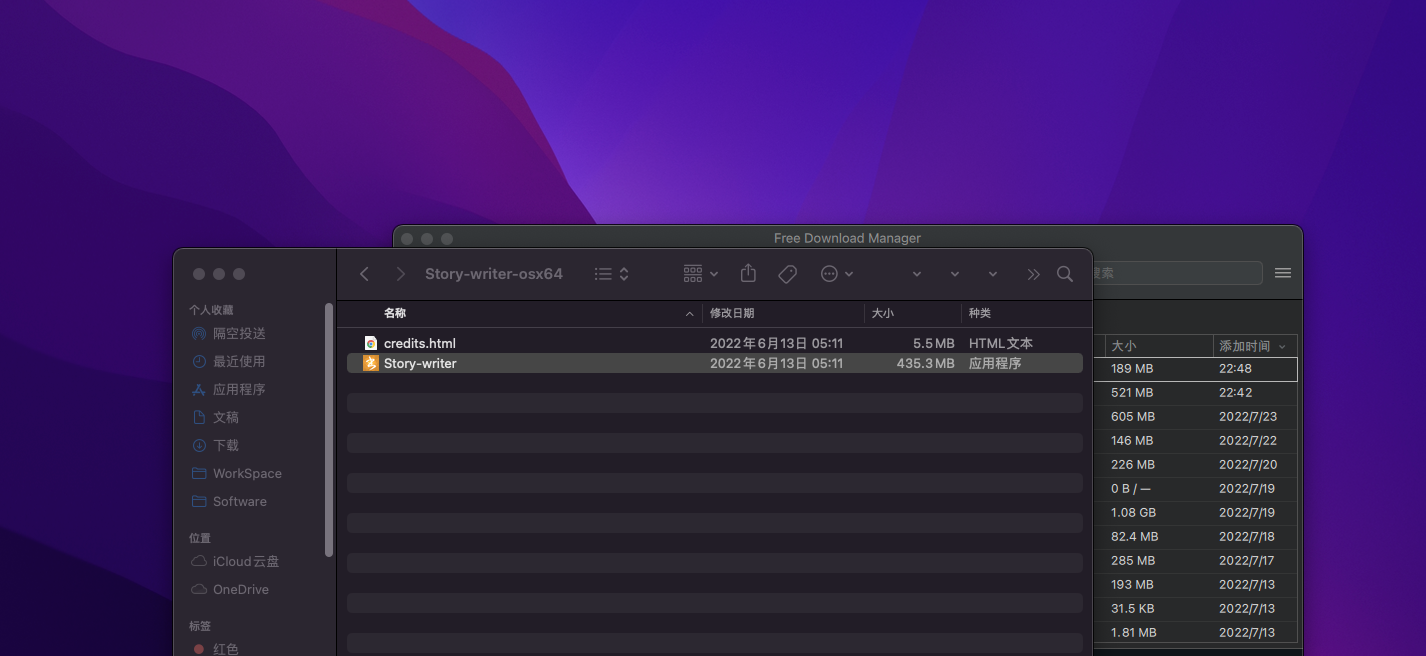 Free Download Manager
Story-writer-osx64
搜索
个人收藏
隔空投送
最近使用
应用程序
文稿
下载
WorkSpace
Software
位置
iCloud云盘
OneDrive
标签
红色
名称 修改日期 大小 种类
credits.html 2022年6月13日 05:11 5.5 MB HTML文本
Story-writer 2022年6月13日 05:11 435.3 MB 应用程序
大小 添加时间
189 MB 22:48
521 MB 22:42
605 MB 2022/7/23
146 MB 2022/7/22
226 MB 2022/7/20
0 B / — 2022/7/19
1.08 GB 2022/7/19
82.4 MB 2022/7/18
285 MB 2022/7/17
193 MB 2022/7/13
31.5 KB 2022/7/13
1.81 MB 2022/7/13